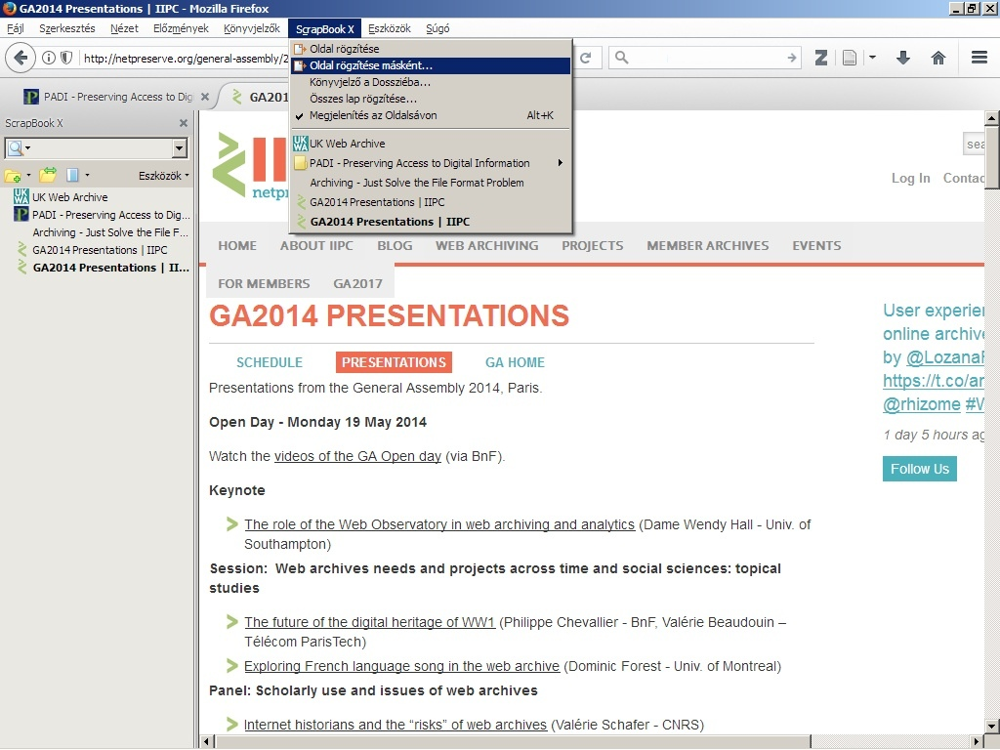 GA2014 Presentations | IIPC - Mozilla Firefox
Fájl Szerkesztés Nézet Előzmények Könyvjelzők ScrapBook X Eszközök Súgó
http://netpreserve.org/general-assembly/2
PADI - Preserving Access to Dig
GA201
Oldal rögzítése
Oldal rögzítése másként...
Könyvjelző a Dossziéba...
Összes lap rögzítése...
Megjelenítés az Oldalsávon Alt+K
UK Web Archive
PADI - Preserving Access to Digital Information
Archiving - Just Solve the File Format Problem
GA2014 Presentations | IIPC
GA2014 Presentations | IIPC
ScrapBook X
Eszközök
UK Web Archive
PADI - Preserving Access to Dig...
Archiving - Just Solve the File F...
GA2014 Presentations | IIPC
GA2014 Presentations | II...
netpr
sea
Log In Contac
HOME ABOUT IIPC BLOG WEB ARCHIVING PROJECTS MEMBER ARCHIVES EVENTS
FOR MEMBERS GA2017
GA2014 PRESENTATIONS
SCHEDULE PRESENTATIONS GA HOME
Presentations from the General Assembly 2014, Paris.
Open Day - Monday 19 May 2014
Watch the videos of the GA Open day (via BnF).
Keynote
The role of the Web Observatory in web archiving and analytics (Dame Wendy Hall - Univ. of
Southampton)
Session: Web archives needs and projects across time and social sciences: topical
studies
The future of the digital heritage of WW1 (Philippe Chevallier - BnF, Valérie Beaudouin –
Télécom ParisTech)
Exploring French language song in the web archive (Dominic Forest - Univ. of Montreal)
Panel: Scholarly use and issues of web archives
Internet historians and the “risks” of web archives (Valérie Schafer - CNRS)
User experien
online archive
by @LozanaR
https://t.co/an
@rhizome #W
1 day 5 hours ag
Follow Us